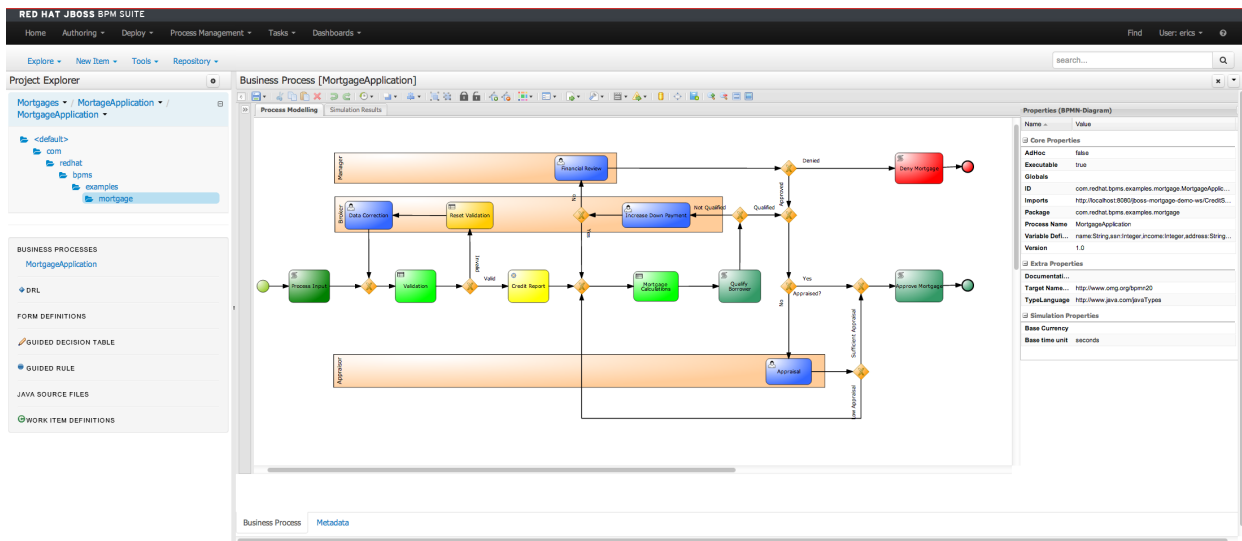 RED HAT JBOSS BPM SUITE
Home Authoring Deploy Process Management Tasks Dashboards Find User: erics
Explore New Item Tools Repository search...
Project Explorer
Mortgages / MortageApplication /
MortgageApplication
<default>
com
redhat
bpms
examples
mortgage
BUSINESS PROCESSES
MortgageApplication
DRL
FORM DEFINITIONS
GUIDED DECISION TABLE
GUIDED RULE
JAVA SOURCE FILES
WORK ITEM DEFINITIONS
Business Process [MortgageApplication]
Process Modelling Simulation Results
Manager
Financial Review
Denied
Deny Mortgage
No
Approved
Broker
Data Correction
Reset Validation
Increase Down Payment
Not Qualified
Qualified
Yes
Invalid
Process Input
Validation
Valid
Credit Report
Mortgage
Calculations
Qualify
Borrower
Yes
Appraised?
No
Approve Mortgage
Sufficient Appraisal
Appraisor
Appraisal
Low Appraisal
Properties (BPMN-Diagram)
Name Value
Core Properties
AdHoc false
Executable true
Globals
ID com.redhat.bpms.examples.mortgage.MortgageApplic...
Imports http://localhost:8080/jboss-mortgage-demo-ws/CreditS...
Package com.redhat.bpms.examples.mortgage
Process Name MortgageApplication
Variable Defi... name:String,ssn:Integer,income:Integer,address:String...
Version 1.0
Extra Properties
Documentati...
Target Name... http://www.omg.org/bpmn20
TypeLanguage http://www.java.com/javaTypes
Simulation Properties
Base Currency
Base time unit seconds
Business Process Metadata